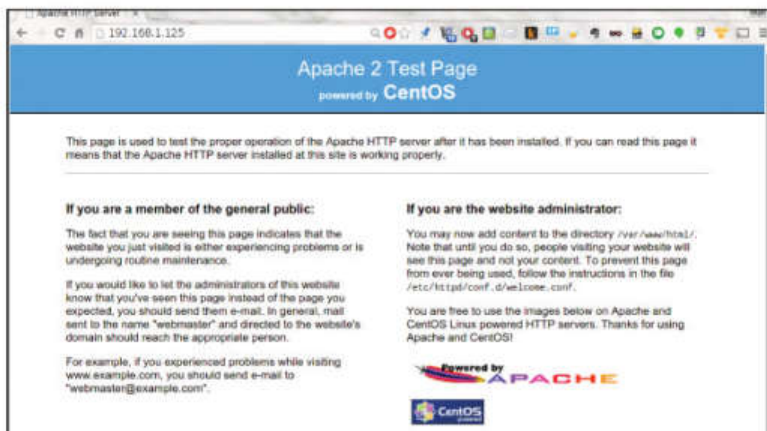 Apache HTTP Server
192.168.1.125
Apache 2 Test Page
powered by CentOS
This page is used to test the proper operation of the Apache HTTP server after it has been installed. If you can read this page it
means that the Apache HTTP server installed at this site is working properly.
If you are a member of the general public:
The fact that you are seeing this page indicates that the
website you just visited is either experiencing problems or is
undergoing routine maintenance.
If you would like to let the administrators of this website
know that you've seen this page instead of the page you
expected, you should send them e-mail. In general, mail
sent to the name "webmaster" and directed to the website's
domain should reach the appropriate person.
For example, if you experienced problems while visiting
www.example.com, you should send e-mail to
"webmaster@example.com".
If you are the website administrator:
You may now add content to the directory /var/www/html/.
Note that until you do so, people visiting your website will
see this page and not your content. To prevent this page
from ever being used, follow the instructions in the file
/etc/httpd/conf.d/welcome.conf.
You are free to use the images below on Apache and
CentOS Linux powered HTTP servers. Thanks for using
Apache and CentOS!
Powered by
APACHE
CentOS